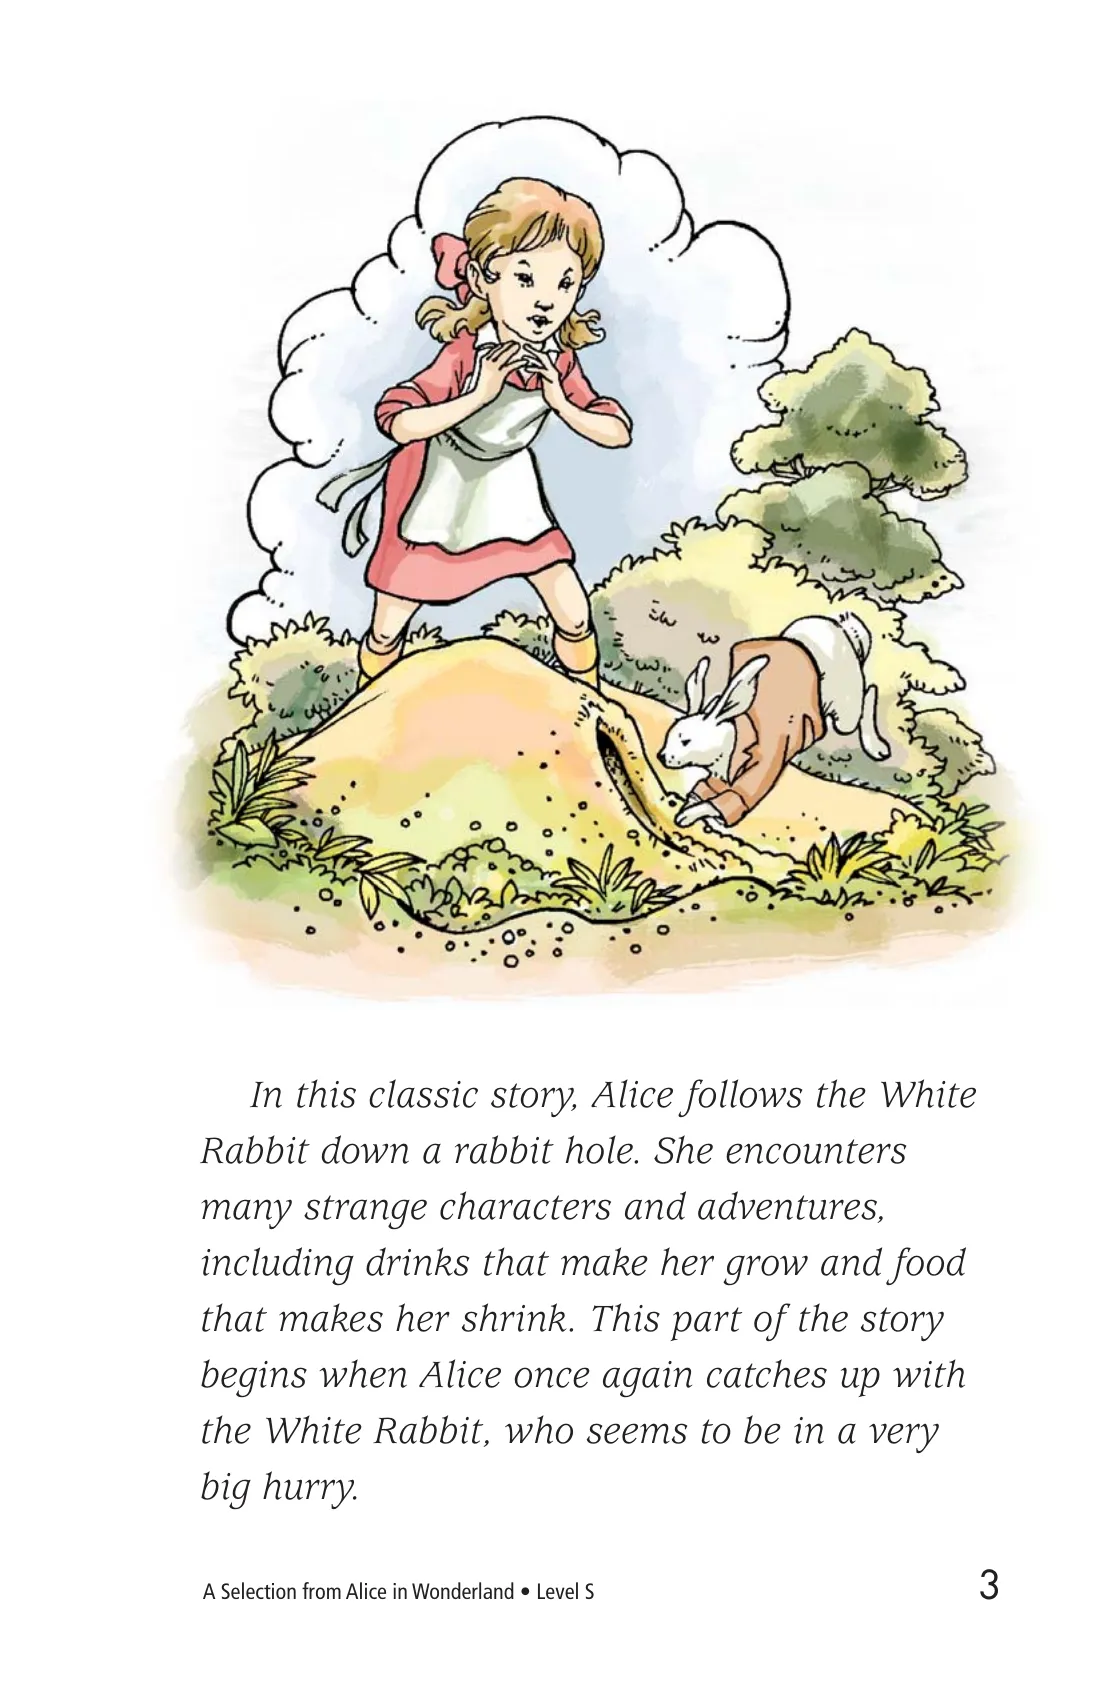 In this classic story, Alice follows the White
Rabbit down a rabbit hole. She encounters
many strange characters and adventures,
including drinks that make her grow and food
that makes her shrink. This part of the story
begins when Alice once again catches up with
the White Rabbit, who seems to be in a very
big hurry.
A Selection from Alice in Wonderland • Level S
3